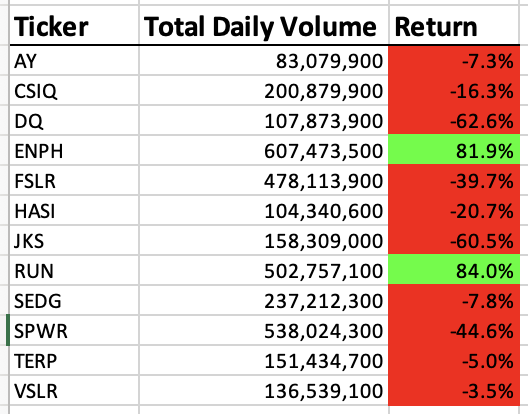 Ticker Total Daily Volume Return
AY 83,079,900 -7.3%
CSIQ 200,879,900 -16.3%
DQ 107,873,900 -62.6%
ENPH 607,473,500 81.9%
FSLR 478,113,900 -39.7%
HASI 104,340,600 -20.7%
JKS 158,309,000 -60.5%
RUN 502,757,100 84.0%
SEDG 237,212,300 -7.8%
SPWR 538,024,300 -44.6%
TERP 151,434,700 -5.0%
VSLR 136,539,100 -3.5%